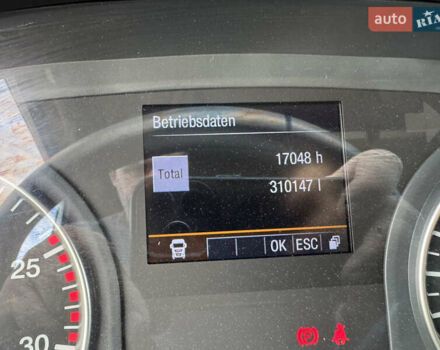 auto RIA
Betriebsdaten
17048 h
Total
310147 l
OK ESC
25
30